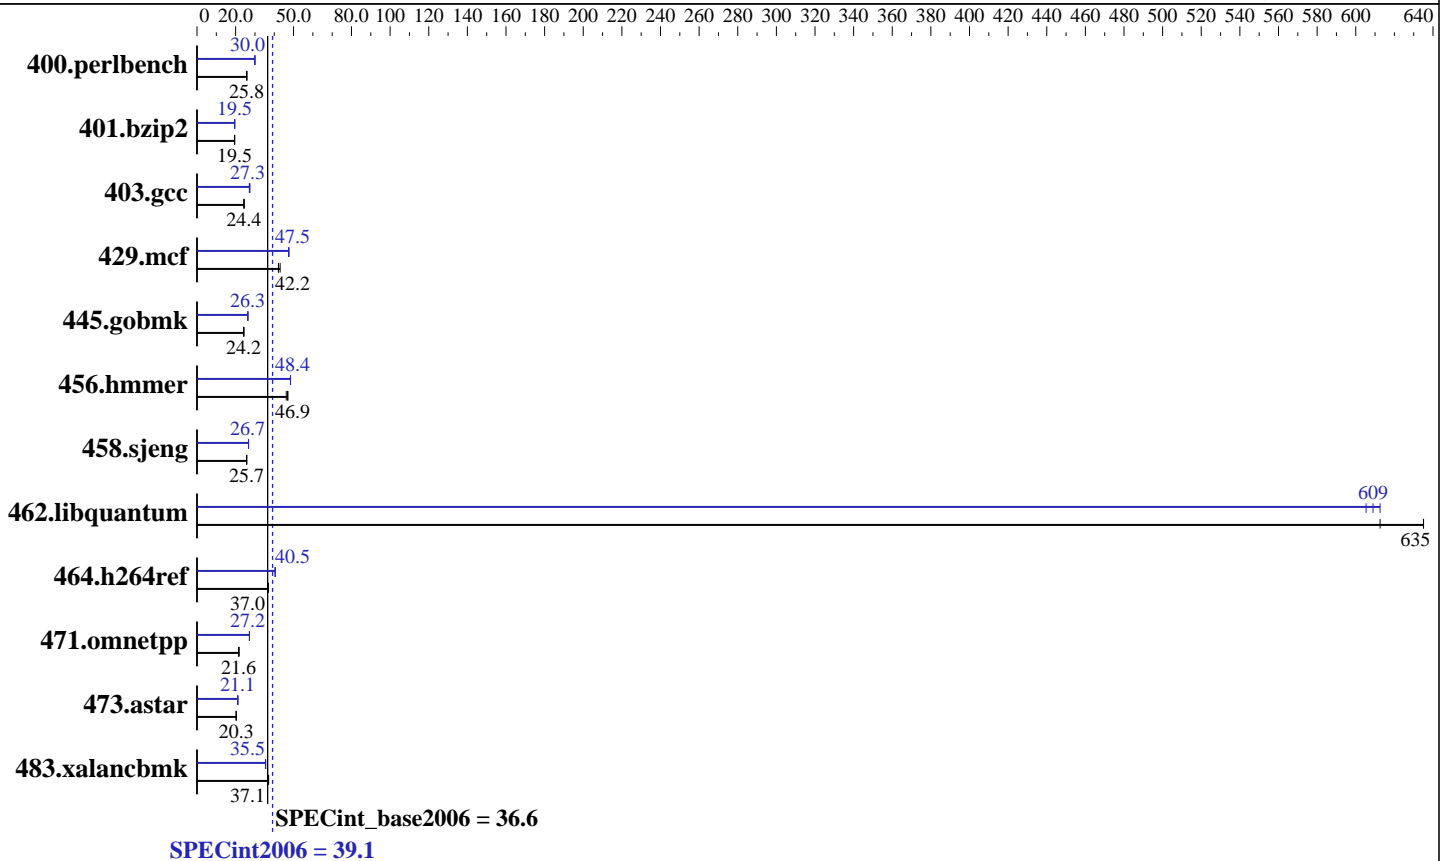 0 20.0 50.0 80.0 100 120 140 160 180 200 220 240 260 280 300 320 340 360 380 400 420 440 460 480 500 520 540 560 580 600 640
30.0
400.perlbench
25.8
19.5
401.bzip2
19.5
27.3
403.gcc
24.4
47.5
429.mcf
42.2
26.3
445.gobmk
24.2
48.4
456.hmmer
46.9
26.7
458.sjeng
25.7
609
462.libquantum
635
40.5
464.h264ref
37.0
27.2
471.omnetpp
21.6
21.1
473.astar
20.3
35.5
483.xalancbmk
37.1
SPECint_base2006 = 36.6
SPECint2006 = 39.1